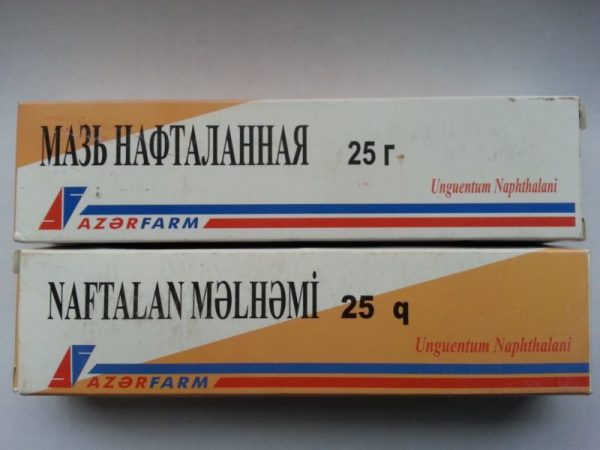 МАЗЬ НАФТАЛАННАЯ 25 г
Unguentum Naphthalani
AZƏRFARM
NAFTALAN MƏLHƏMİ 25 q
Unguentum Naphthalani
AZƏRFARM